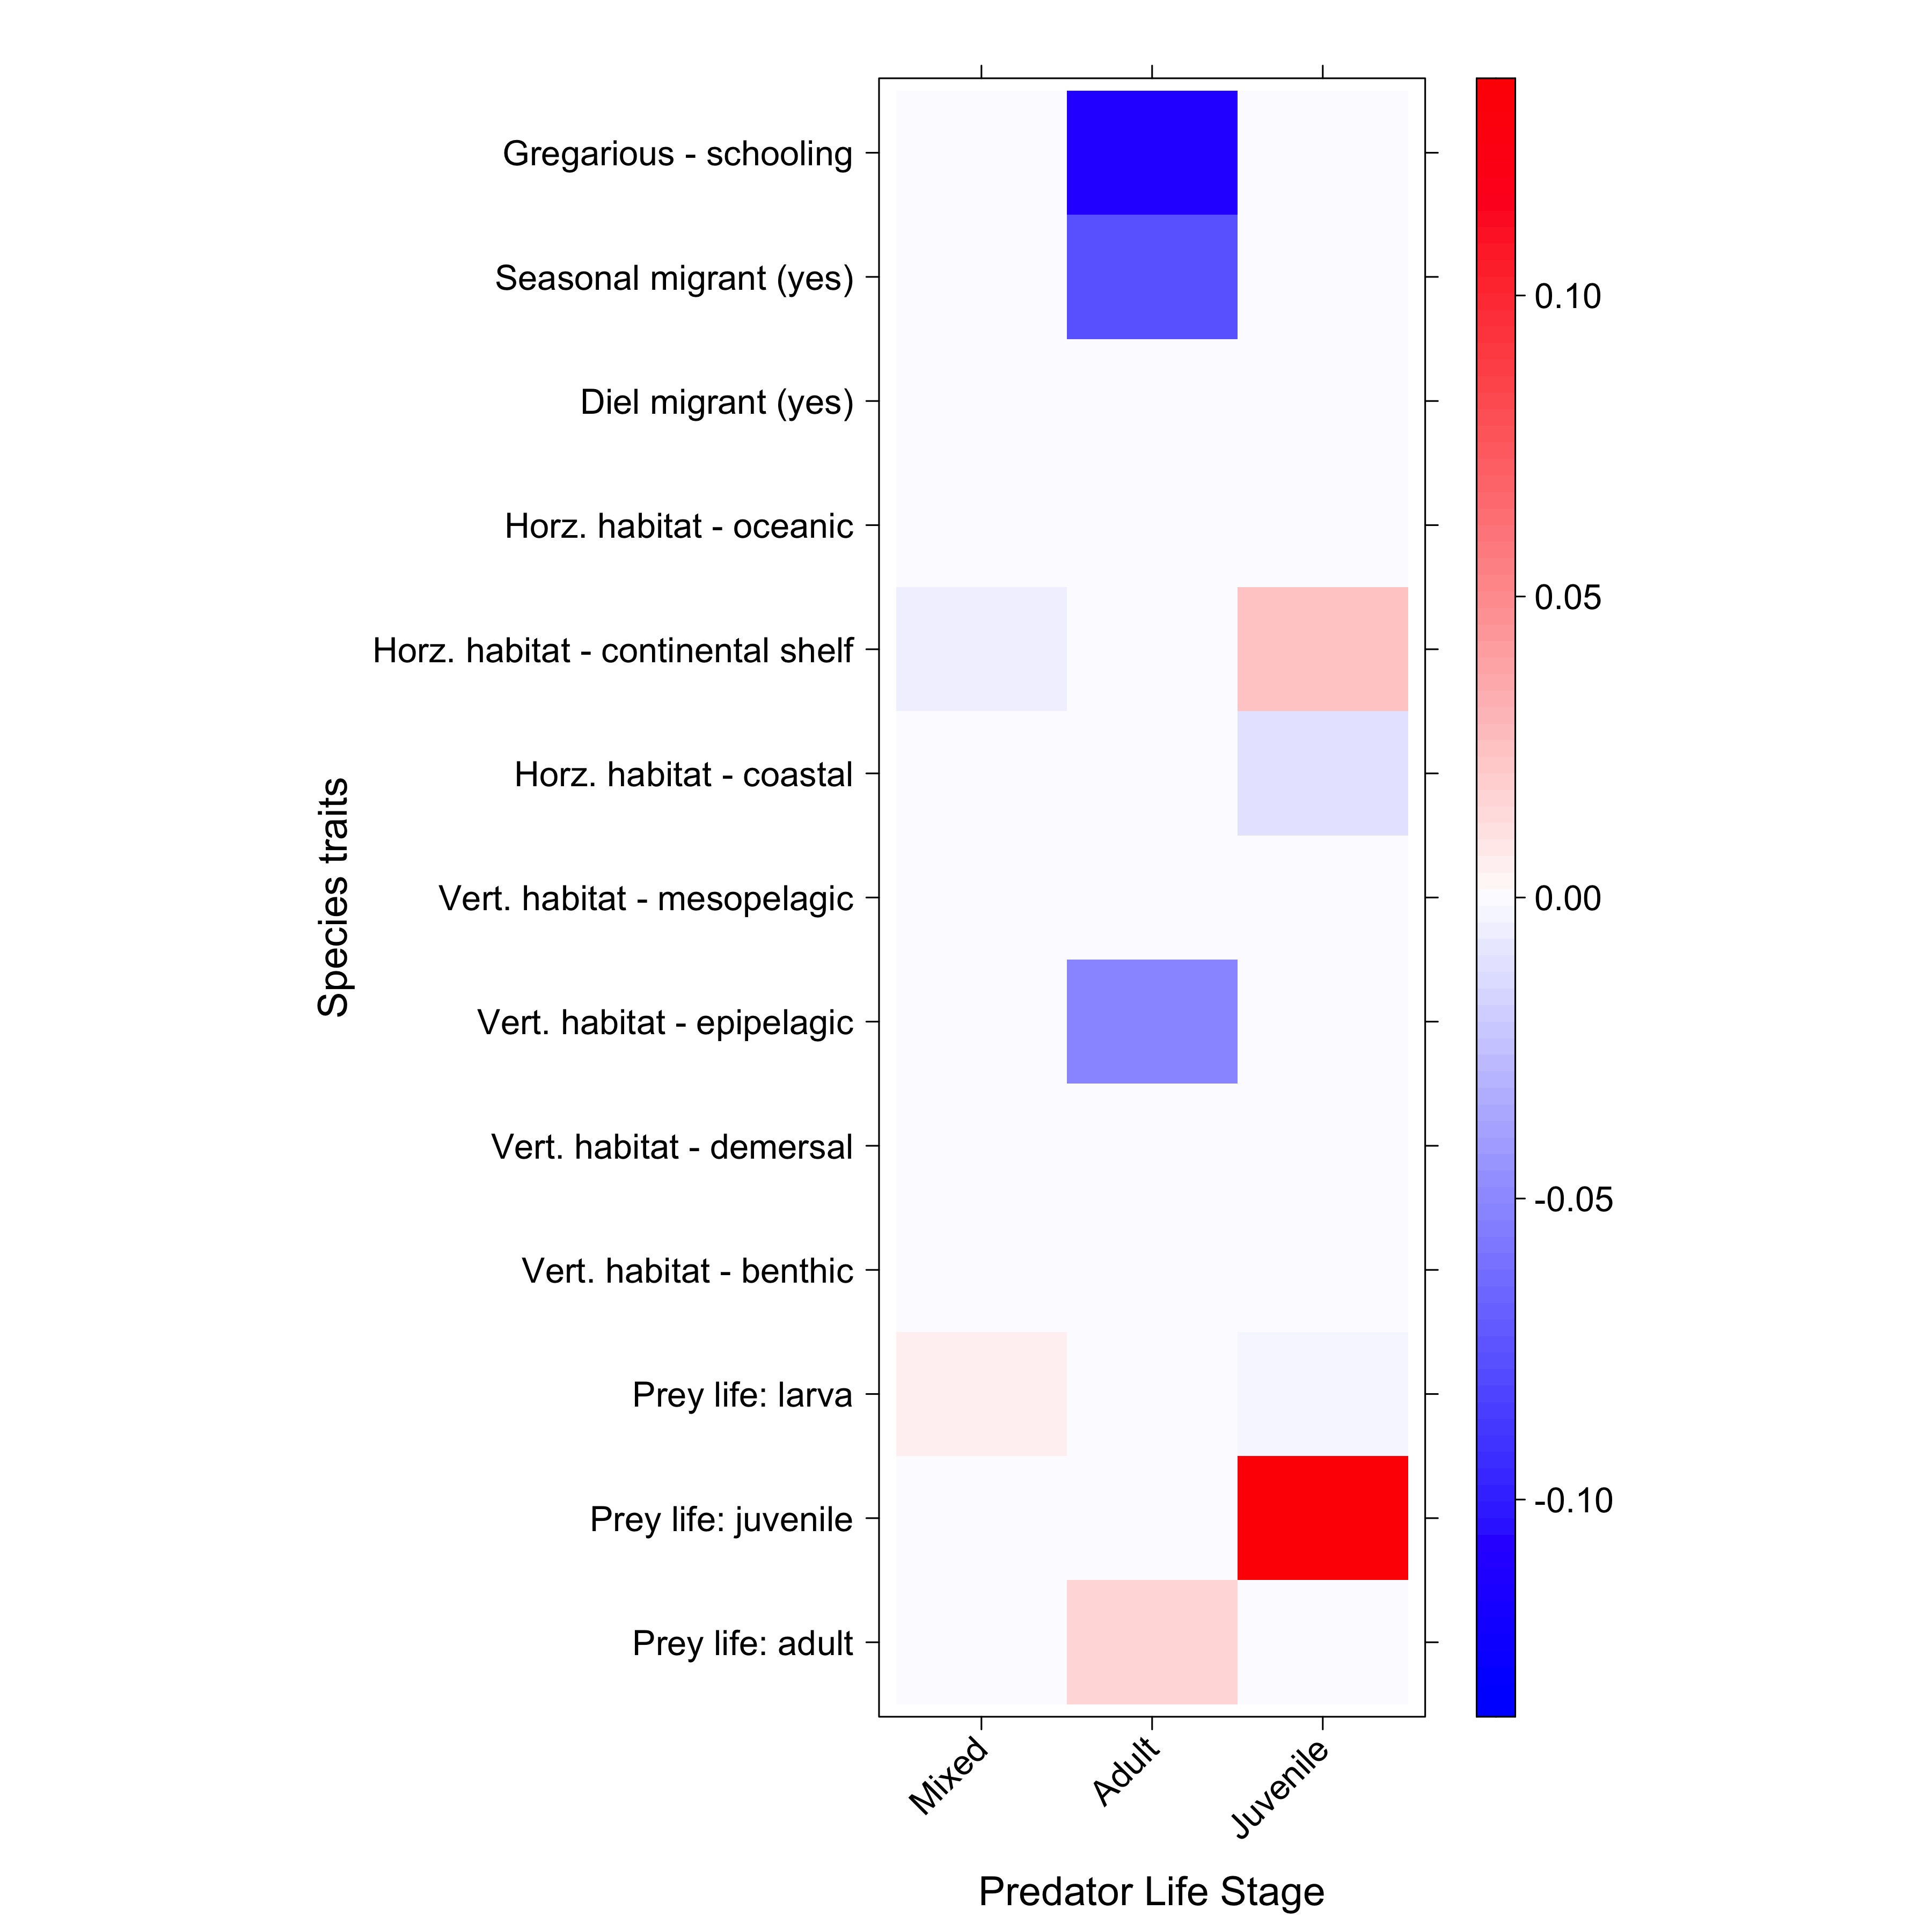 Gregarious - schooling
Seasonal migrant (yes)
Diel migrant (yes)
Horz. habitat - oceanic
Horz. habitat - continental shelf
Horz. habitat - coastal
Vert. habitat - mesopelagic
Vert. habitat - epipelagic
Vert. habitat - demersal
Vert. habitat - benthic
Prey life: larva
Prey life: juvenile
Prey life: adult
Species traits
Mixed
Adult
Juvenile
Predator Life Stage
0.10
0.05
0.00
-0.05
-0.10